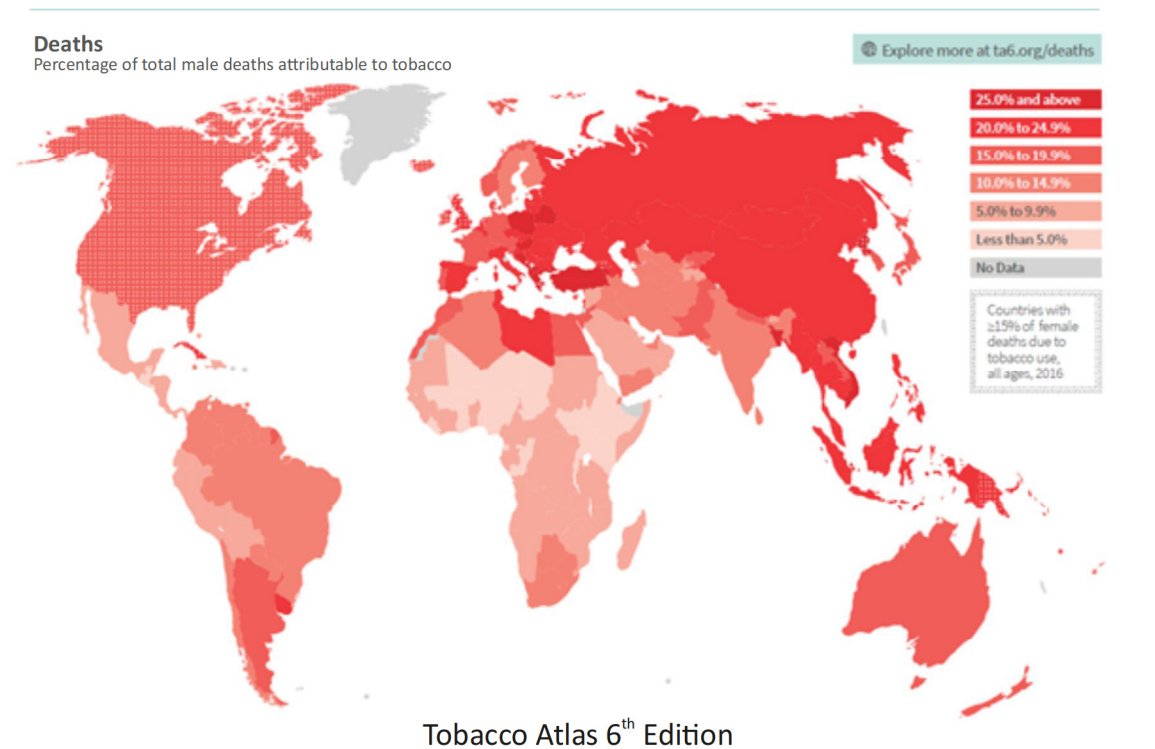 Deaths
Percentage of total male deaths attributable to tobacco
Explore more at ta6.org/deaths
25.0% and above
20.0% to 24.9%
15.0% to 19.9%
10.0% to 14.9%
5.0% to 9.9%
Less than 5.0%
No Data
Countries with
≥15% of female
deaths due to
tobacco use,
all ages, 2016
Tobacco Atlas 6th Edition